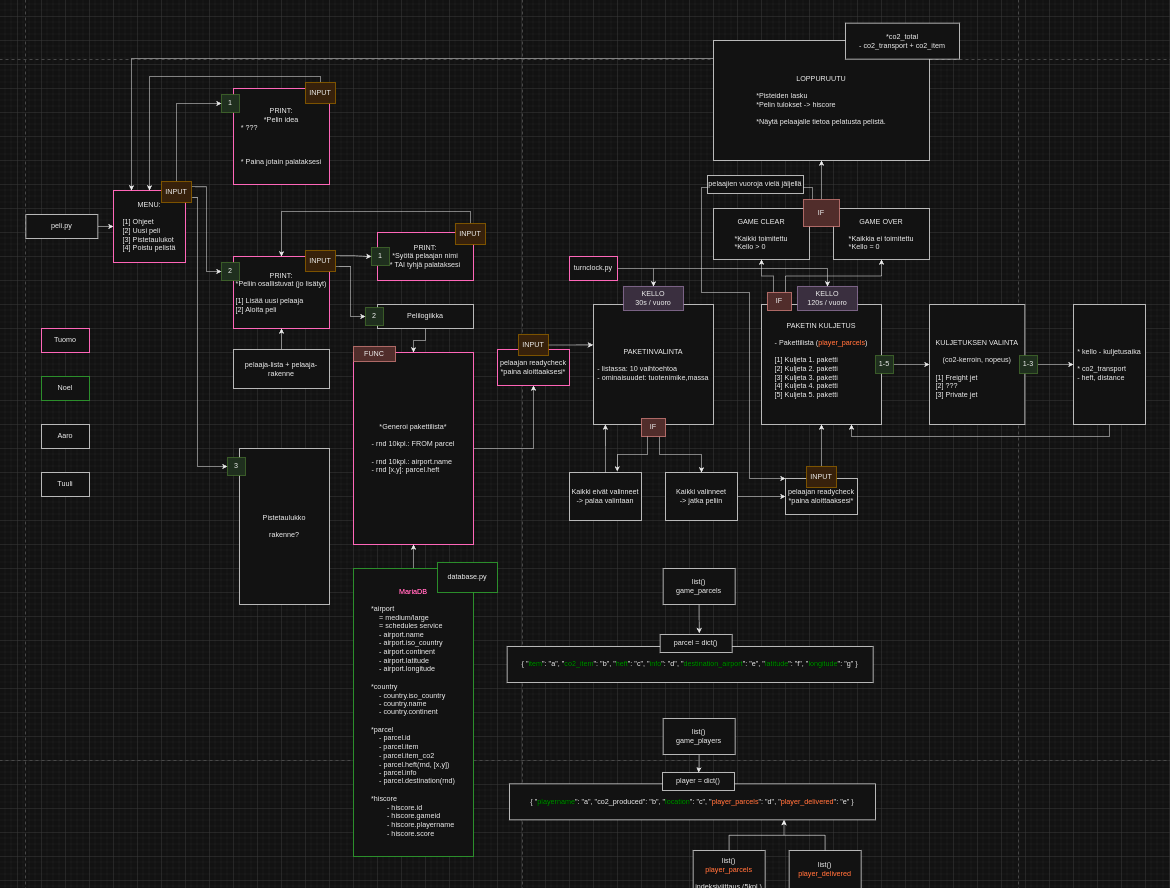 *co2_total
- co2_transport + co2_item
LOPPURUUTU
*Pisteiden lasku
*Pelin tulokset -> hiscore
*Näytä pelaajalle tietoa pelatusta pelistä.
INPUT
1
PRINT:
*Pelin idea
* ???
* Paina jotain palataksesi
peli.py
INPUT
MENU:
[1] Ohjeet
[2] Uusi peli
[3] Pistetaulukot
[4] Poistu pelistä
INPUT
2
PRINT:
*Peliin osallistuvat (jo lisätyt)
[1] Lisää uusi pelaaja
[2] Aloita peli
INPUT
1
PRINT:
*Syötä pelaajan nimi
* TAI tyhjä palataksesi
2
Pelilogiikka
pelaaja-lista + pelaaja-
rakenne
Tuomo
Noel
Aaro
Tuuli
3
Pistetaulukko
rakenne?
FUNC
*Generoi pakettilista*
- rnd 10kpl.: FROM parcel
- rnd 10kpl.: airport.name
- rnd [x,y]: parcel.heft
database.py
MariaDB
*airport
= medium/large
= schedules service
- airport.name
- airport.iso_country
- airport.continent
- airport.latitude
- airport.longitude
*country
- country.iso_country
- country.name
- country.continent
*parcel
- parcel.id
- parcel.item
- parcel.item_co2
- parcel.heft(rnd, [x,y])
- parcel.info
- parcel.destination(rnd)
*hiscore
- hiscore.id
- hiscore.gameid
- hiscore.playername
- hiscore.score
INPUT
pelaajan readycheck
*paina aloittaaksesi*
turnclock.py
KELLO
30s / vuoro
PAKETINVALINTA
- listassa: 10 vaihtoehtoa
- ominaisuudet: tuotenimike,massa
IF
Kaikki eivät valinneet
-> palaa valintaan
Kaikki valinneet
-> jatka peliin
pelaajien vuoroja vielä jäljellä
IF
GAME CLEAR
*Kaikki toimitettu
*Kello > 0
GAME OVER
*Kaikkia ei toimitettu
*Kello = 0
IF
KELLO
120s / vuoro
PAKETIN KULJETUS
- Pakettilista (player_parcels)
[1] Kuljeta 1. paketti
[2] Kuljeta 2. paketti
[3] Kuljeta 3. paketti
[4] Kuljeta 4. paketti
[5] Kuljeta 5. paketti
1-5
KULJETUKSEN VALINTA
(co2-kerroin, nopeus)
[1] Freight jet
[2] ???
[3] Private jet
1-3
* kello - kuljetusaika
* co2_transport
- heft, distance
INPUT
pelaajan readycheck
*paina aloittaaksesi*
list()
game_parcels
parcel = dict()
{ "item": "a", "co2_item": "b", "heft": "c", "info": "d", "destination_airport": "e", "latitude": "f", "longitude": "g" }
list()
game_players
player = dict()
{ "playername": "a", "co2_produced": "b", "location": "c", "player_parcels": "d", "player_delivered": "e" }
list()
player_parcels
list()
player_delivered